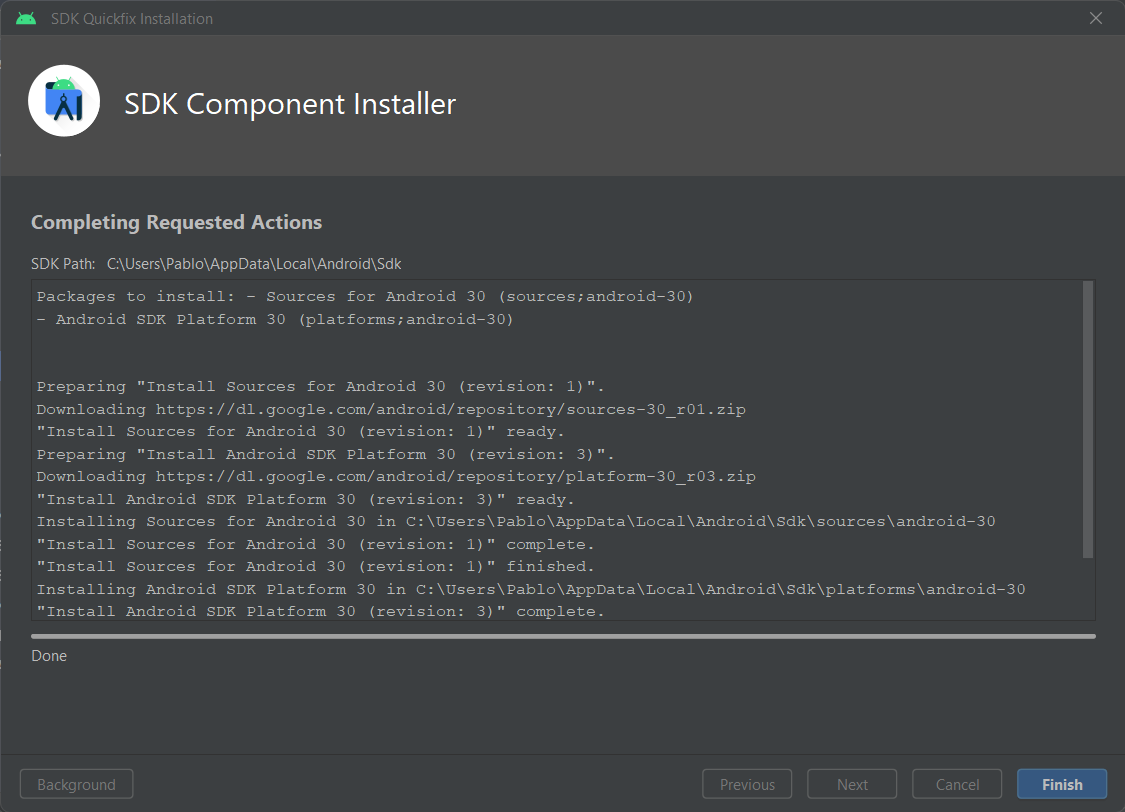 SDK Quickfix Installation
SDK Component Installer
Completing Requested Actions
SDK Path: C:\Users\Pablo\AppData\Local\Android\Sdk
Packages to install: - Sources for Android 30 (sources;android-30)
- Android SDK Platform 30 (platforms;android-30)
Preparing "Install Sources for Android 30 (revision: 1)".
Downloading https://dl.google.com/android/repository/sources-30_r01.zip
"Install Sources for Android 30 (revision: 1)" ready.
Preparing "Install Android SDK Platform 30 (revision: 3)".
Downloading https://dl.google.com/android/repository/platform-30_r03.zip
"Install Android SDK Platform 30 (revision: 3)" ready.
Installing Sources for Android 30 in C:\Users\Pablo\AppData\Local\Android\Sdk\sources\android-30
"Install Sources for Android 30 (revision: 1)" complete.
"Install Sources for Android 30 (revision: 1)" finished.
Installing Android SDK Platform 30 in C:\Users\Pablo\AppData\Local\Android\Sdk\platforms\android-30
"Install Android SDK Platform 30 (revision: 3)" complete.
Done
Background Previous Next Cancel Finish